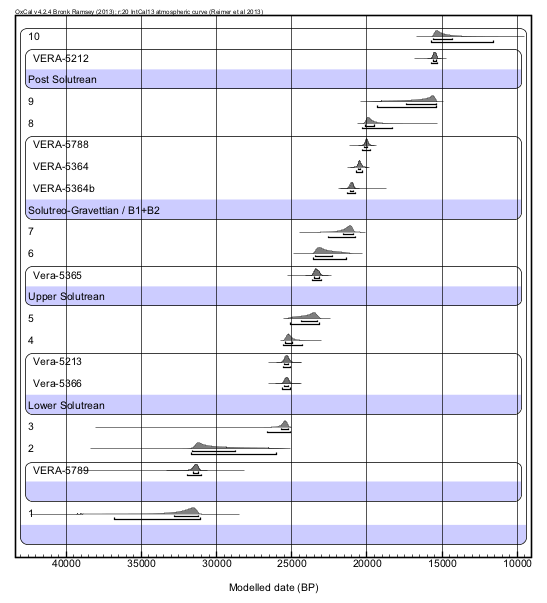 OxCal v4.2.4 Bronk Ramsey (2013); r:20 IntCal13 atmospheric curve (Reimer et al 2013)
10
VERA-5212
Post Solutrean
9
8
VERA-5788
VERA-5364
VERA-5364b
Solutreo-Gravettian / B1+B2
7
6
Vera-5365
Upper Solutrean
5
4
Vera-5213
Vera-5366
Lower Solutrean
3
2
VERA-5789
1
40000 35000 30000 25000 20000 15000 10000
Modelled date (BP)